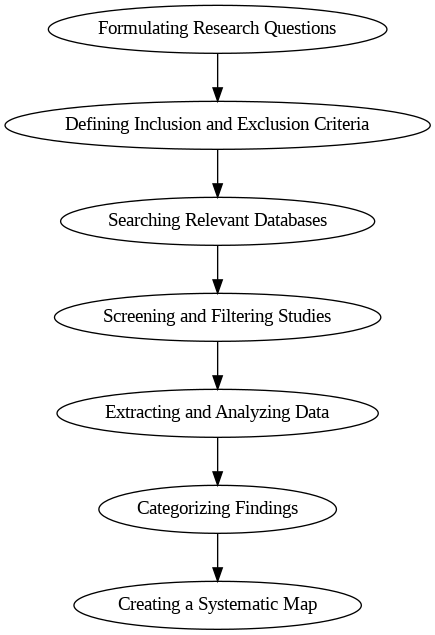 Formulating Research Questions
Defining Inclusion and Exclusion Criteria
Searching Relevant Databases
Screening and Filtering Studies
Extracting and Analyzing Data
Categorizing Findings
Creating a Systematic Map